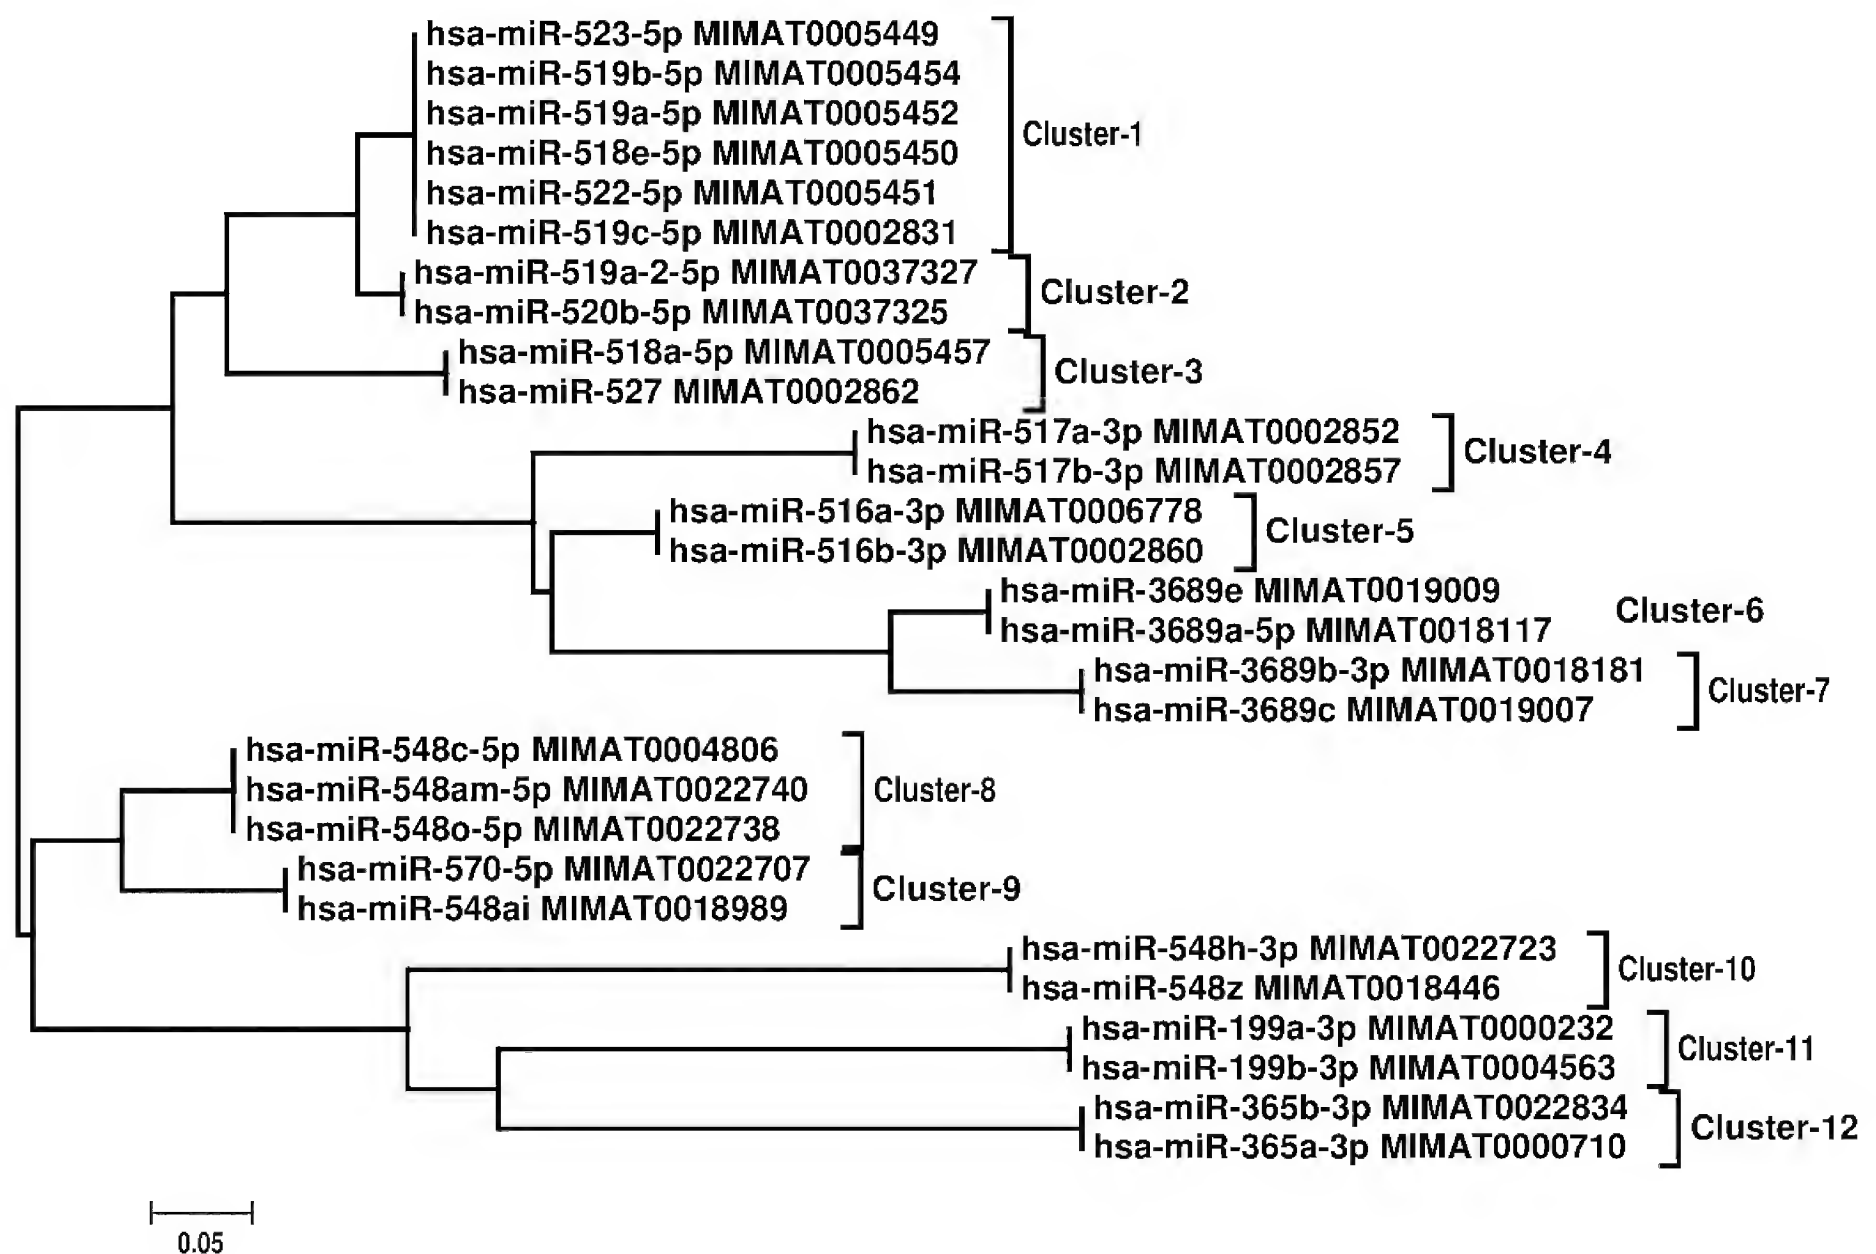 hsa-miR-523-5p MIMAT0005449
hsa-miR-519b-5p MIMAT0005454
hsa-miR-519a-5p MIMAT0005452
Cluster-1
hsa-miR-518e-5p MIMAT0005450
hsa-miR-522-5p MIMAT0005451
hsa-miR-519c-5p MIMAT0002831
hsa-miR-519a-2-5p MIMAT0037327
Cluster-2
hsa-miR-520b-5p MIMAT0037325
hsa-miR-518a-5p MIMAT0005457
Cluster-3
hsa-miR-527 MIMAT0002862
hsa-miR-517a-3p MIMAT0002852
Cluster-4
hsa-miR-517b-3p MIMAT0002857
hsa-miR-516a-3p MIMAT0006778
Cluster-5
hsa-miR-516b-3p MIMAT0002860
hsa-miR-3689e MIMAT0019009
Cluster-6
hsa-miR-3689a-5p MIMAT0018117
hsa-miR-3689b-3p MIMAT0018181
Cluster-7
hsa-miR-3689c MIMAT0019007
hsa-miR-548c-5p MIMAT0004806
hsa-miR-548am-5p MIMAT0022740
Cluster-8
hsa-miR-548o-5p MIMAT0022738
hsa-miR-570-5p MIMAT0022707
Cluster-9
hsa-miR-548ai MIMAT0018989
hsa-miR-548h-3p MIMAT0022723
Cluster-10
hsa-miR-548z MIMAT0018446
hsa-miR-199a-3p MIMAT0000232
Cluster-11
hsa-miR-199b-3p MIMAT0004563
hsa-miR-365b-3p MIMAT0022834
Cluster-12
hsa-miR-365a-3p MIMAT0000710
0.05